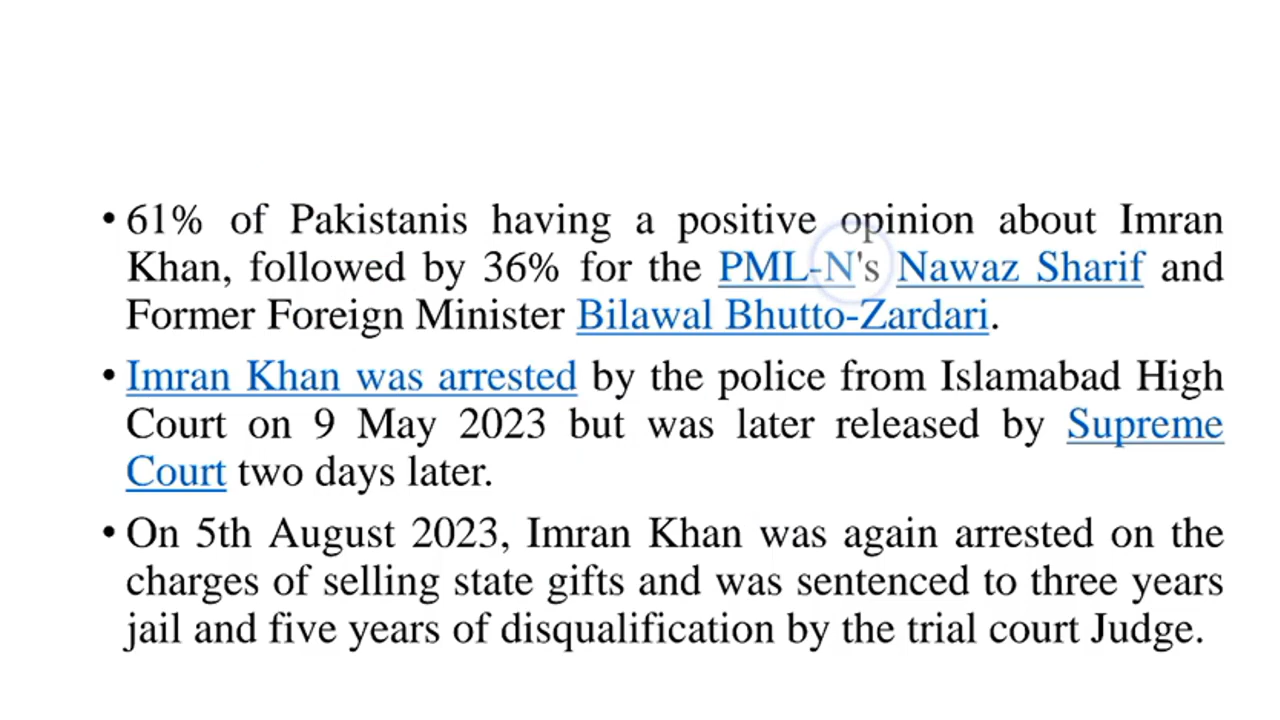 • 61% of Pakistanis having a positive opinion about Imran
Khan, followed by 36% for the PML-N's Nawaz Sharif and
Former Foreign Minister Bilawal Bhutto-Zardari.
• Imran Khan was arrested by the police from Islamabad High
Court on 9 May 2023 but was later released by Supreme
Court two days later.
• On 5th August 2023, Imran Khan was again arrested on the
charges of selling state gifts and was sentenced to three years
jail and five years of disqualification by the trial court Judge.